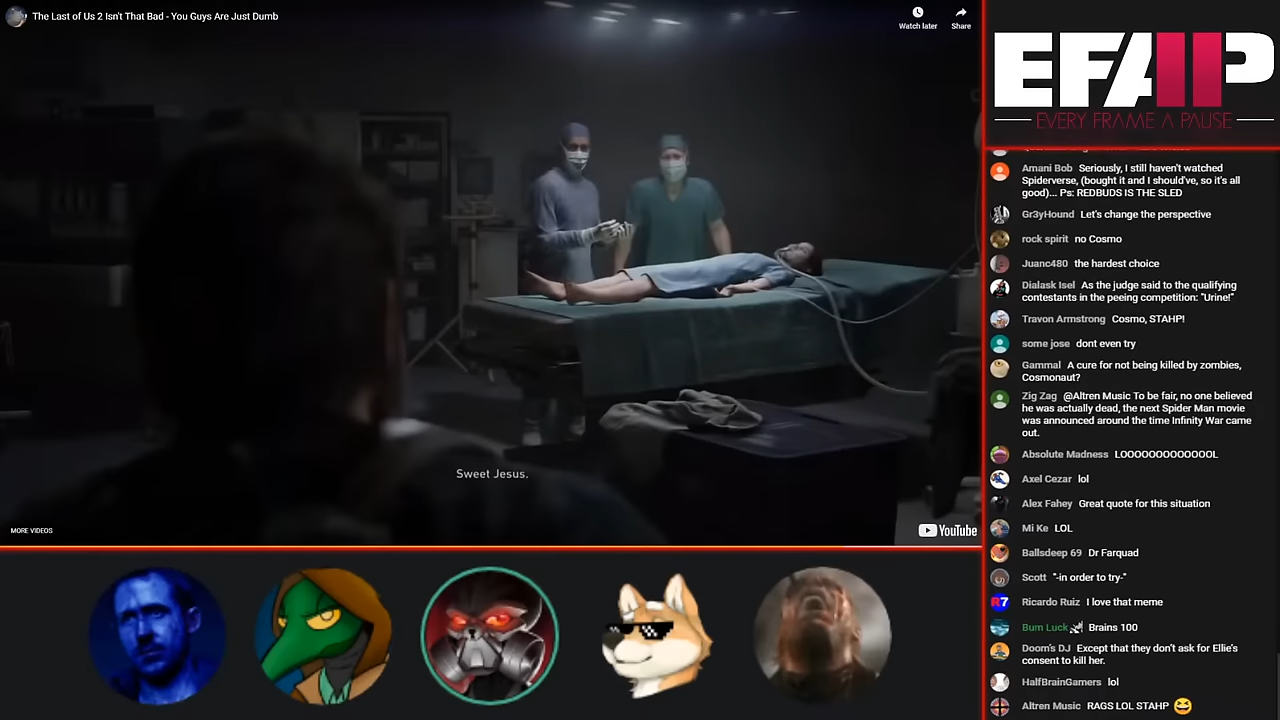 The Last of Us 2 Isn't That Bad - You Guys Are Just Dumb
Watch later
Share
Sweet Jesus.
MORE VIDEOS
YouTube
EFAP
EVERY FRAME A PAUSE
Amani Bob Seriously, I still haven't watched
Spiderverse, (bought it and I should've, so it's all
good)... Ps: REDBUDS IS THE SLED
Gr3yHound Let's change the perspective
rock spirit no Cosmo
Juanc480 the hardest choice
Dialask Isel As the judge said to the qualifying
contestants in the peeing competition: "Urine!"
Travon Armstrong Cosmo, STAHP!
some jose dont even try
Gammal A cure for not being killed by zombies,
Cosmonaut?
Zig Zag @Altren Music To be fair, no one believed
he was actually dead, the next Spider Man movie
was announced around the time Infinity War came
out.
Absolute Madness LOOOOOOOOOOOOOL
Axel Cezar lol
Alex Fahey Great quote for this situation
Mi Ke LOL
Ballsdeep 69 Dr Farquad
Scott "-in order to try-"
R7 Ricardo Ruiz I love that meme
Bum Luck Brains 100
Doom's DJ Except that they don't ask for Ellie's
consent to kill her.
HalfBrainGamers lol
Altren Music RAGS LOL STAHP 😆